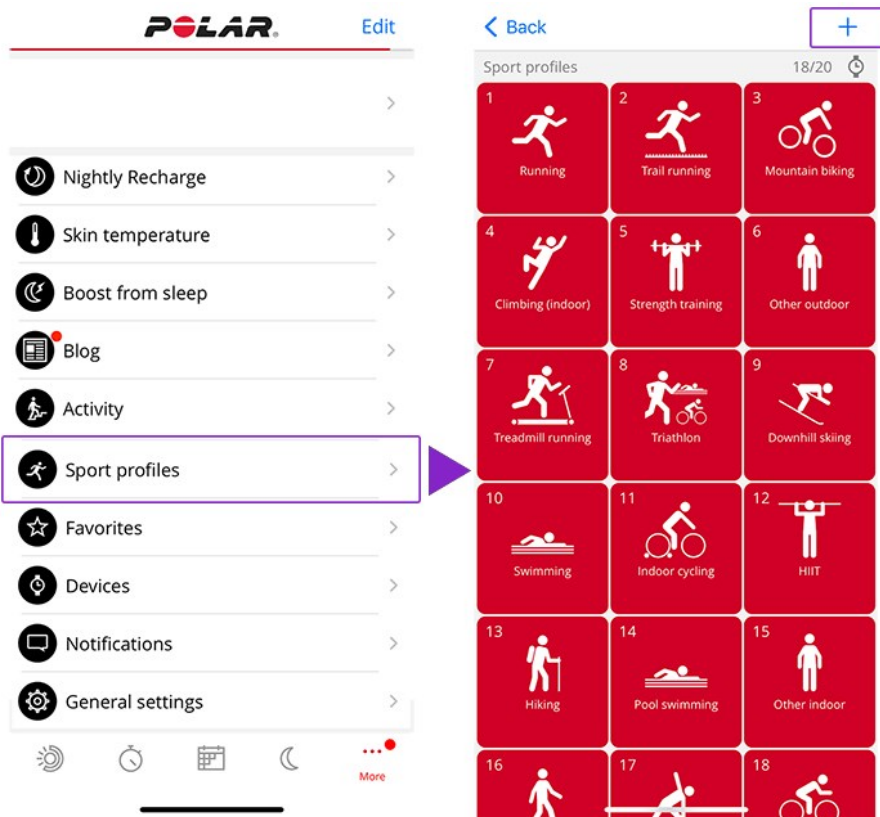 POLAR.
Edit
Nightly Recharge
Skin temperature
Boost from sleep
Blog
Activity
Sport profiles
Favorites
Devices
Notifications
General settings
More
Back
+
Sport profiles 18/20
1 2 3
Running Trail running Mountain biking
4 5 6
Climbing (indoor) Strength training Other outdoor
7 8 9
Treadmill running Triathlon Downhill skiing
10 11 12
Swimming Indoor cycling HIIT
13 14 15
Hiking Pool swimming Other indoor
16 17 18